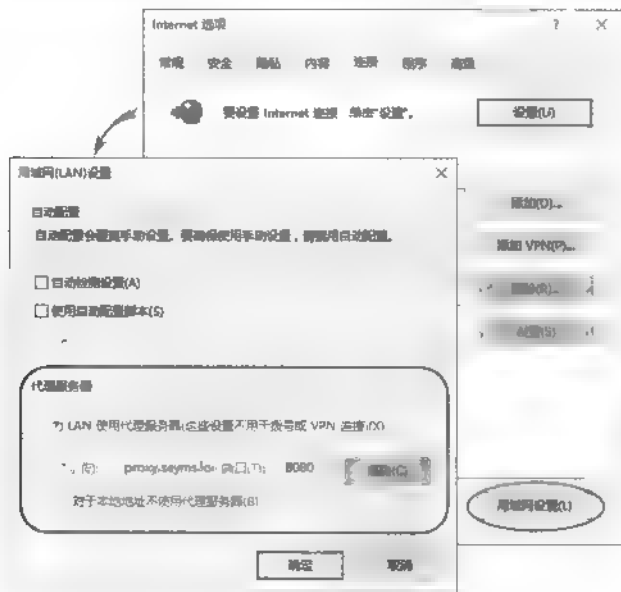 Internet 选项
? ×
常规 安全 隐私 内容 连接 程序 高级
要设置 Internet 连接，单击"设置"。
设置(U)
添加(D)...
添加 VPN(P)...
删除(R)...
设置(S)
局域网设置(L)
局域网(LAN)设置
×
自动配置
自动配置会覆盖手动设置。要确保使用手动设置，请禁用自动配置。
自动检测设置(A)
使用自动配置脚本(S)
代理服务器
LAN 使用代理服务器(这些设置不用于拨号或 VPN 连接)(X)
端口(T): 8080
对于本地地址不使用代理服务器(B)
确定 取消